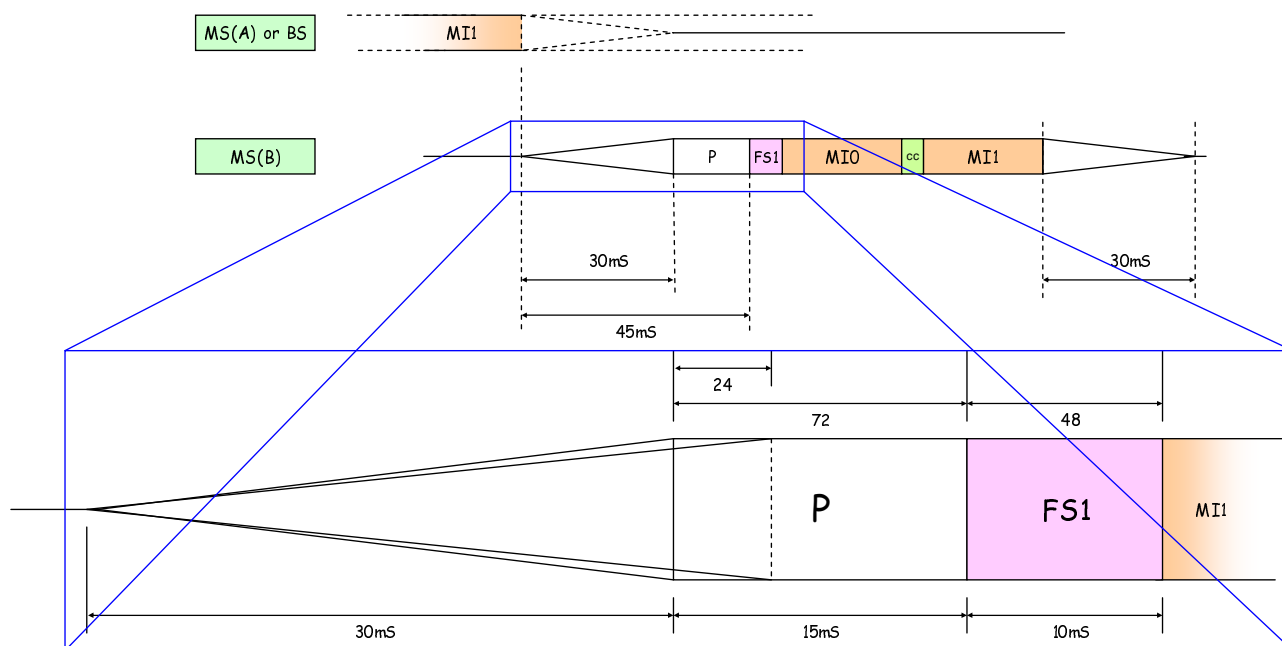 MS(A) or BS
MI1
MS(B)
P
FS1
MI0
cc
MI1
30mS
30mS
45mS
24
72
48
P
FS1
MI1
30mS
15mS
10mS